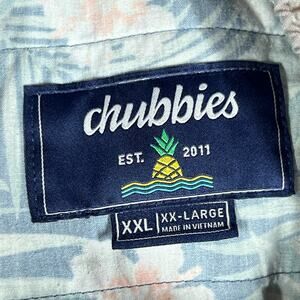 chubbies
EST. 2011
XXL XX-LARGE
MADE IN VIETNAM